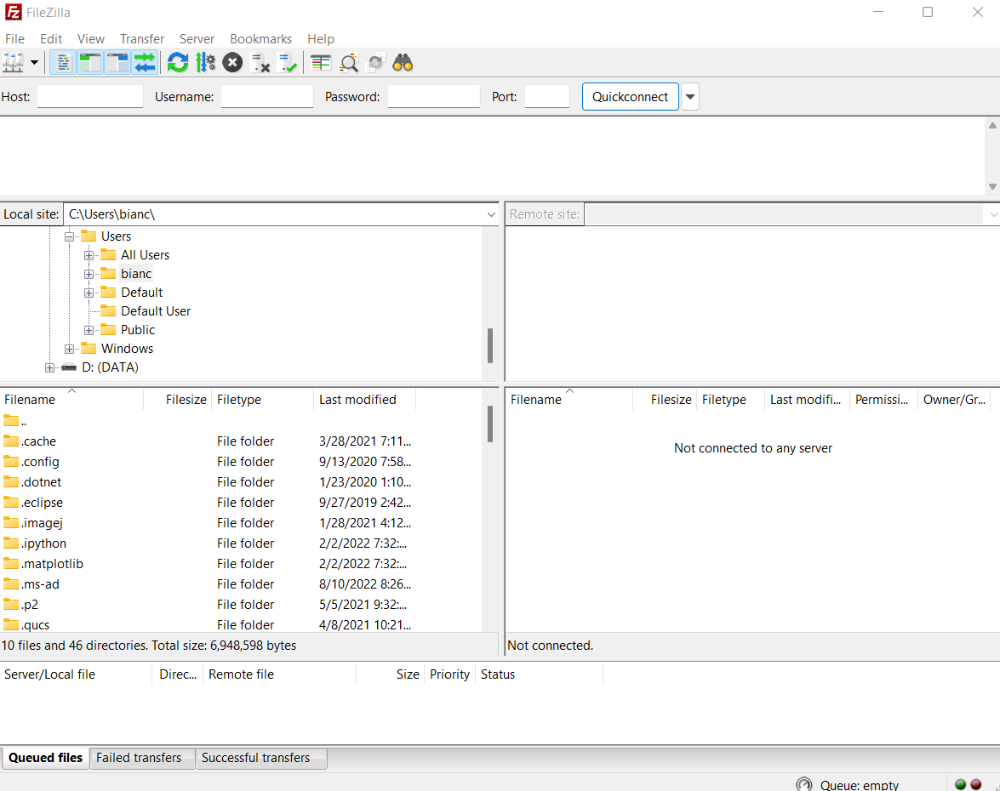 FileZilla
File Edit View Transfer Server Bookmarks Help
Host: Username: Password: Port: Quickconnect
Local site: C:\Users\bianc\
Remote site:
Users
All Users
bianc
Default
Default User
Public
Windows
D: (DATA)
Filename Filesize Filetype Last modified
..
.cache File folder 3/28/2021 7:11...
.config File folder 9/13/2020 7:58...
.dotnet File folder 1/23/2020 1:10...
.eclipse File folder 9/27/2019 2:42...
.imagej File folder 1/28/2021 4:12...
.ipython File folder 2/2/2022 7:32:...
.matplotlib File folder 2/2/2022 7:32:...
.ms-ad File folder 8/10/2022 8:26...
.p2 File folder 5/5/2021 9:32:...
.qucs File folder 4/8/2021 10:21...
10 files and 46 directories. Total size: 6,948,598 bytes
Filename Filesize Filetype Last modifi... Permissi... Owner/Gr...
Not connected to any server
Not connected.
Server/Local file Direc... Remote file Size Priority Status
Queued files Failed transfers Successful transfers
Queue: empty